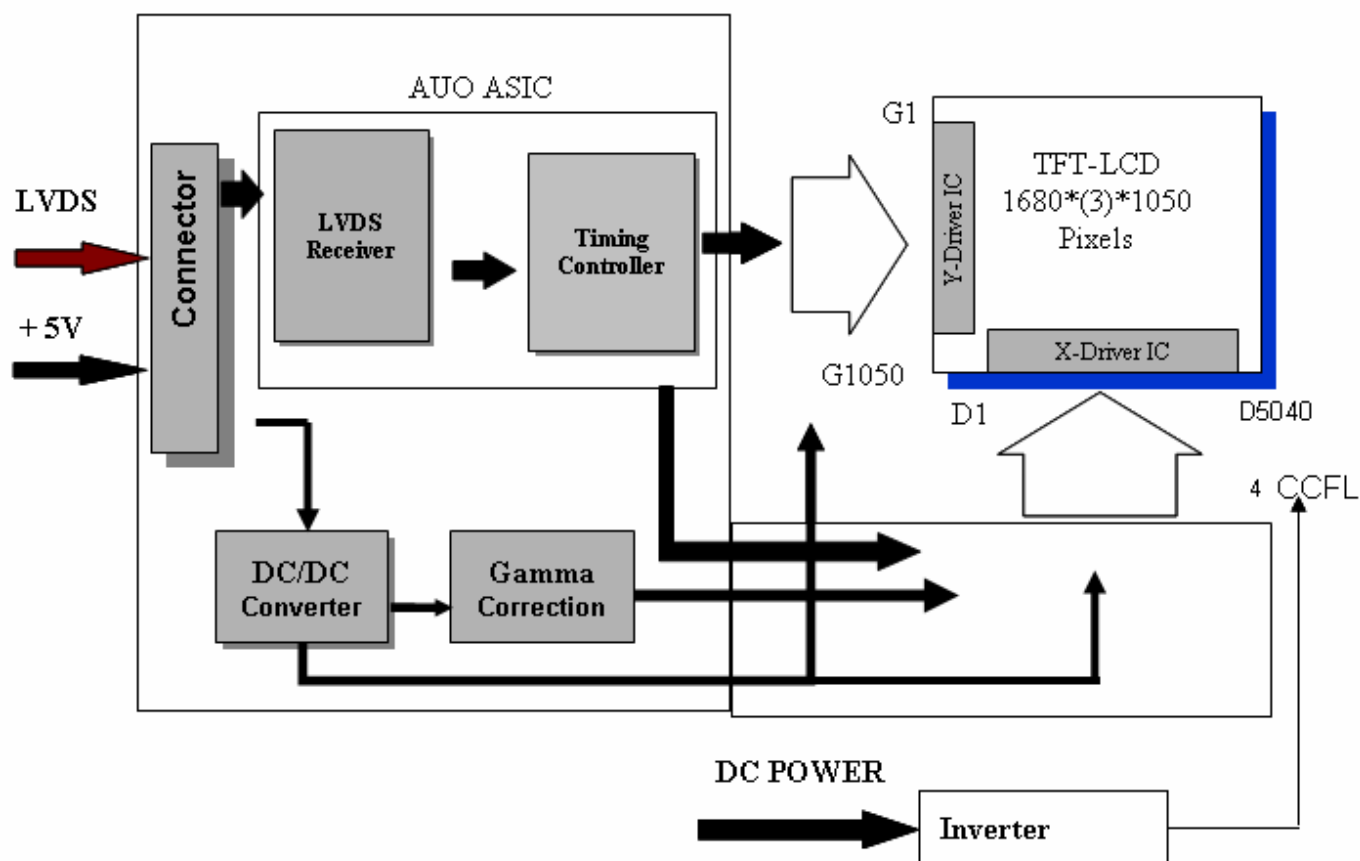 AUO ASIC
LVDS
+5V
Connector
LVDS
Receiver
Timing
Controller
G1
Y-Driver IC
TFT-LCD
1680*(3)*1050
Pixels
X-Driver IC
G1050
D1
D5040
4 CCFL
DC/DC
Converter
Gamma
Correction
DC POWER
Inverter